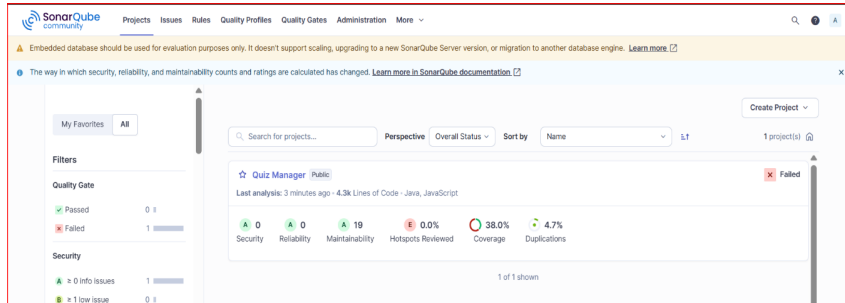 SonarQube community
Projects Issues Rules Quality Profiles Quality Gates Administration More
A
Embedded database should be used for evaluation purposes only. It doesn't support scaling, upgrading to a new SonarQube Server version, or migration to another database engine. Learn more
The way in which security, reliability, and maintainability counts and ratings are calculated has changed. Learn more in SonarQube documentation
Create Project
My Favorites All
Search for projects... Perspective Overall Status Sort by Name 1 project(s)
Filters
Quality Gate
Passed 0
Failed 1
Security
A ≥ 0 info issues 1
B ≥ 1 low issue 0
Quiz Manager Public Failed
Last analysis: 3 minutes ago • 4.3k Lines of Code • Java, JavaScript
A 0 A 0 A 19 E 0.0% 38.0% 4.7%
Security Reliability Maintainability Hotspots Reviewed Coverage Duplications
1 of 1 shown